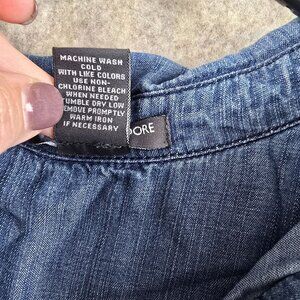 MACHINE WASH
COLD
WITH LIKE COLORS
USE NON-
CHLORINE BLEACH
WHEN NEEDED
TUMBLE DRY LOW
REMOVE PROMPTLY
WARM IRON
IF NECESSARY
DORE